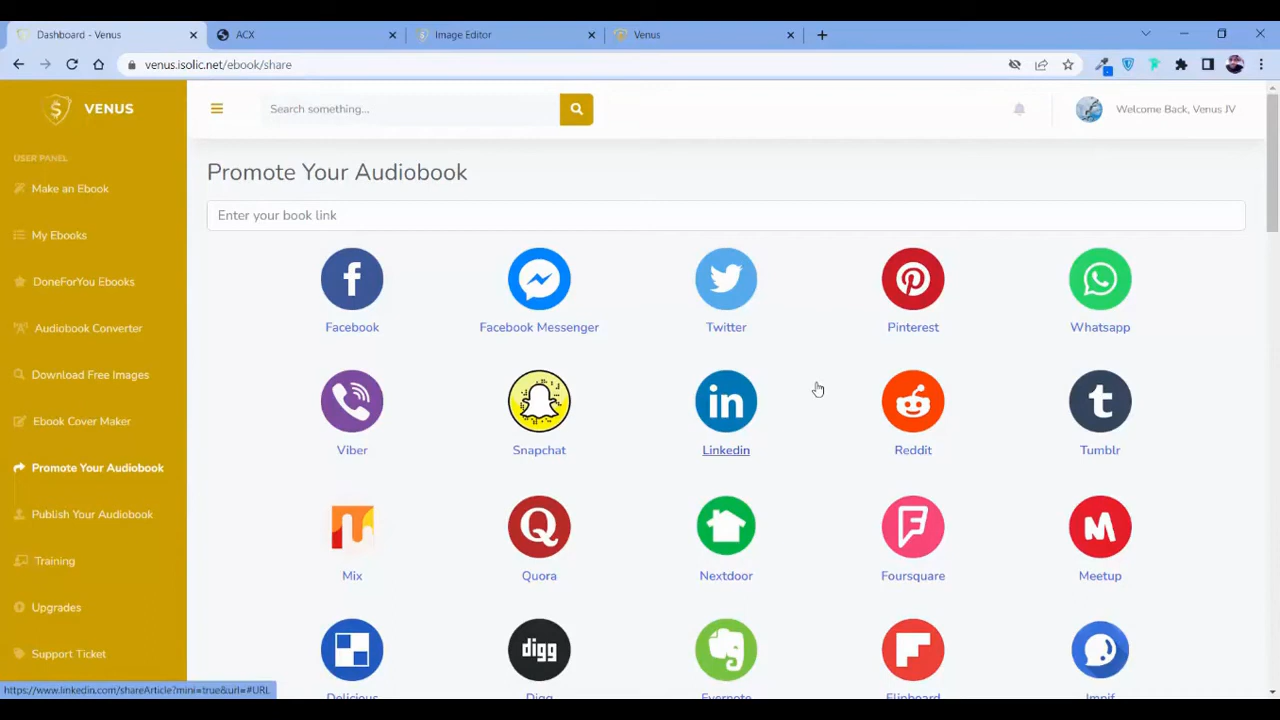 Dashboard - Venus
ACX
Image Editor
Venus
venus.isolic.net/ebook/share
VENUS
Search something...
Welcome Back, Venus JV
USER PANEL
Make an Ebook
My Ebooks
DoneForYou Ebooks
Audiobook Converter
Download Free Images
Ebook Cover Maker
Promote Your Audiobook
Publish Your Audiobook
Training
Upgrades
Support Ticket
Promote Your Audiobook
Enter your book link
Facebook
Facebook Messenger
Twitter
Pinterest
Whatsapp
Viber
Snapchat
Linkedin
Reddit
Tumblr
Mix
Quora
Nextdoor
Foursquare
Meetup
digg
Delicious
Digg
Evernote
Flipboard
https://www.linkedin.com/shareArticle?mini=true&url=#URL